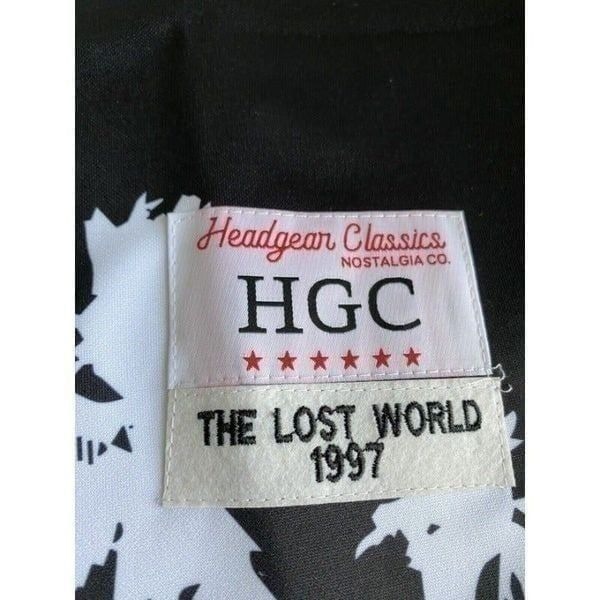 Headgear Classics
NOSTALGIA CO.
HGC
THE LOST WORLD
1997